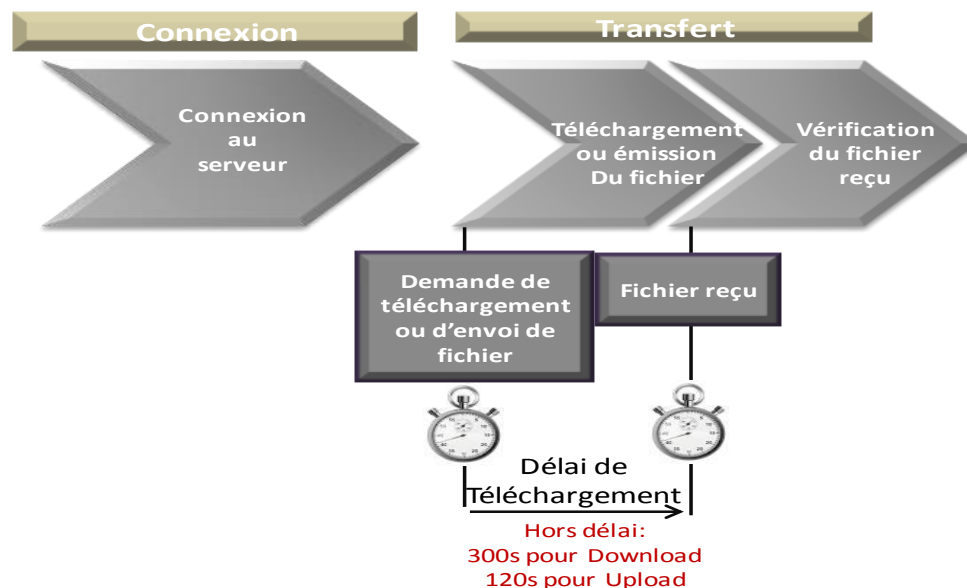 Connexion
Transfert
Connexion
au
serveur
Téléchargement
ou émission
Du fichier
Vérification
du fichier
reçu
Demande de
téléchargement
ou d'envoi de
fichier
Fichier reçu
Délai de
Téléchargement
Hors délai:
300s pour Download
120s pour Upload